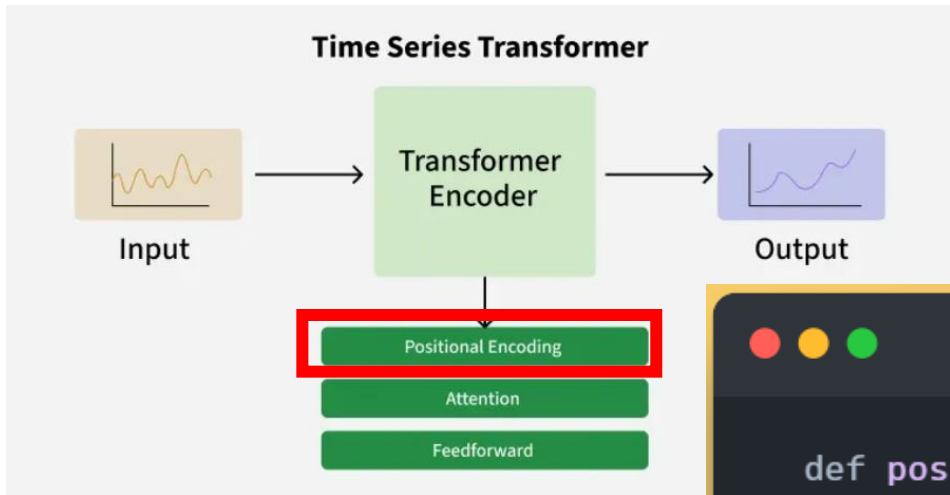 Time Series Transformer
Transformer
Encoder
Input
Output
Positional Encoding
Attention
Feedforward
def pos